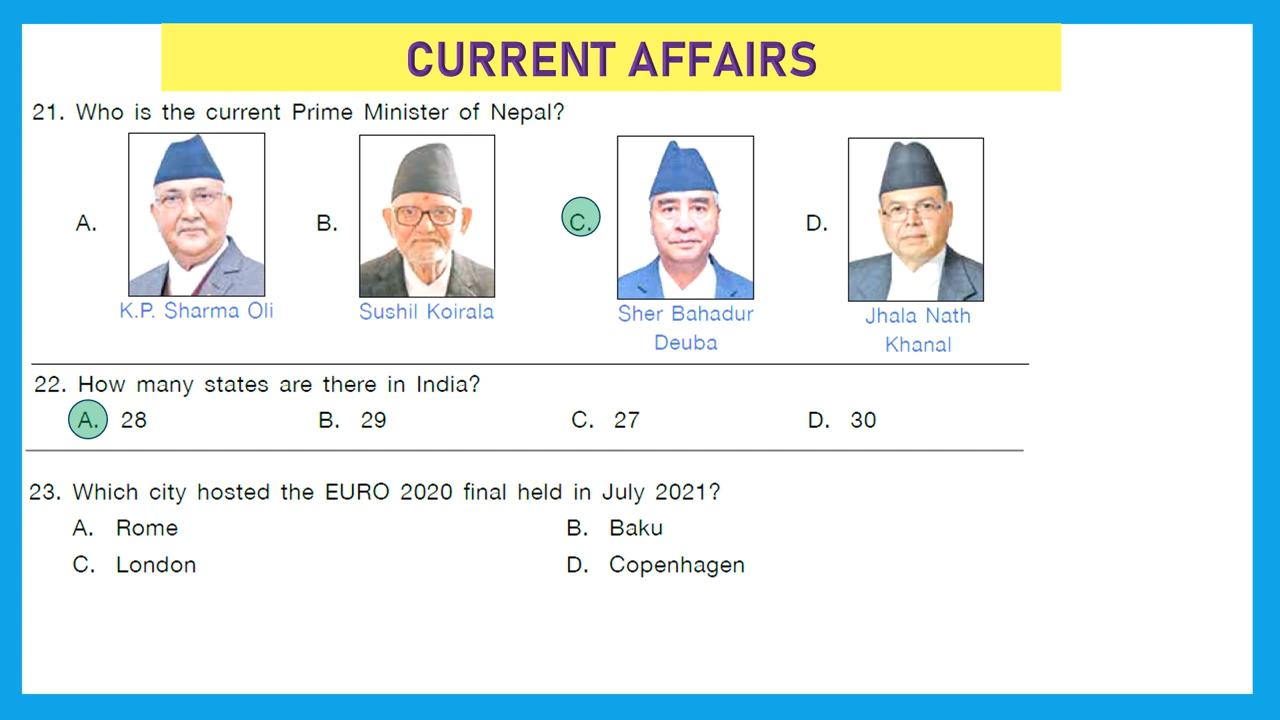 CURRENT AFFAIRS
21. Who is the current Prime Minister of Nepal?
A. B. C. D.
K.P. Sharma Oli Sushil Koirala Sher Bahadur Deuba Jhala Nath Khanal
22. How many states are there in India?
A. 28 B. 29 C. 27 D. 30
23. Which city hosted the EURO 2020 final held in July 2021?
A. Rome B. Baku
C. London D. Copenhagen